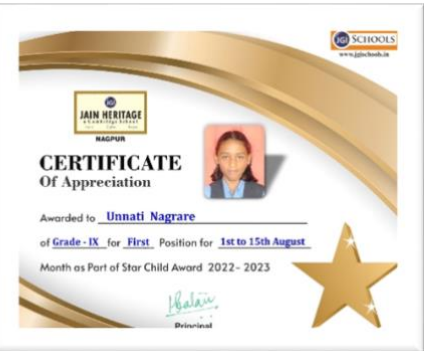 JGI SCHOOLS
www.jgischools.in
JGI
JAIN HERITAGE
a Cambridge School
NAGPUR
CERTIFICATE
Of Appreciation
Awarded to Unnati Nagrare
of Grade - IX for First Position for 1st to 15th August
Month as Part of Star Child Award 2022- 2023
Principal